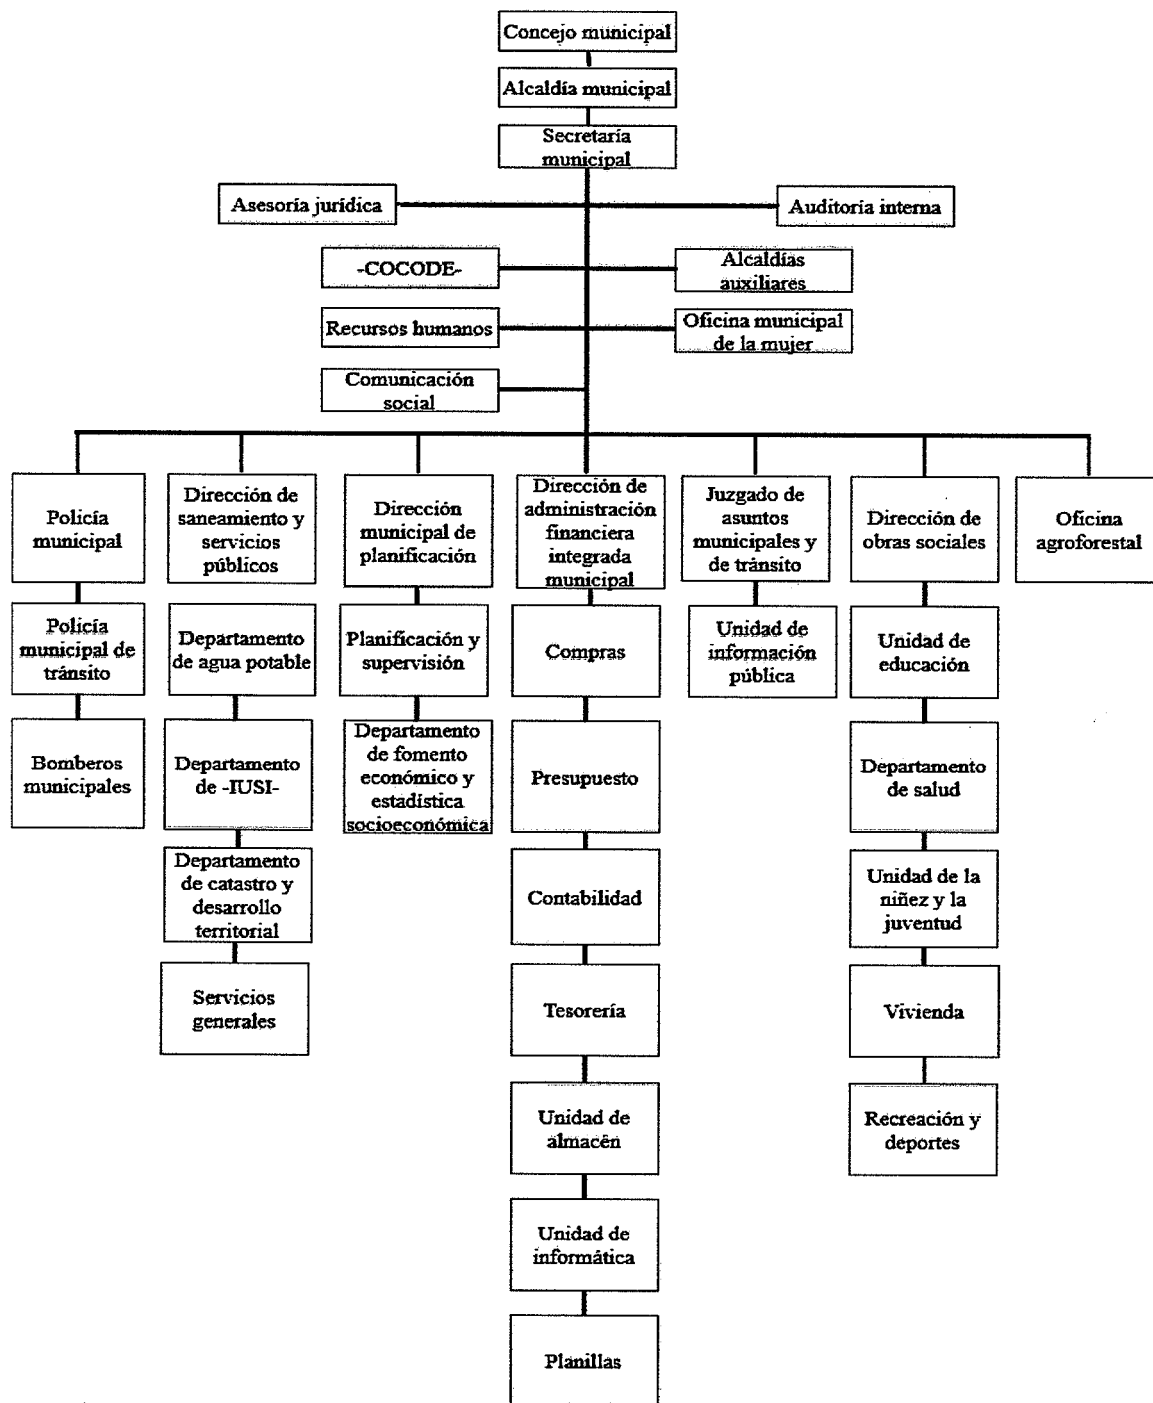 Concejo municipal
Alcaldía municipal
Secretaría
municipal
Asesoría jurídica
Auditoría interna
-COCODE-
Alcaldías
auxiliares
Recursos humanos
Oficina municipal
de la mujer
Comunicación
social
Policía
municipal
Dirección de
saneamiento y
servicios
públicos
Dirección
municipal de
planificación
Dirección de
administración
financiera
integrada
municipal
Juzgado de
asuntos
municipales y
de tránsito
Dirección de
obras sociales
Oficina
agroforestal
Policía
municipal de
tránsito
Departamento
de agua potable
Planificación y
supervisión
Compras
Unidad de
información
pública
Unidad de
educación
Bomberos
municipales
Departamento
de -IUSI-
Departamento
de fomento
económico y
estadística
socioeconómica
Presupuesto
Departamento
de salud
Departamento
de catastro y
desarrollo
territorial
Contabilidad
Unidad de la
niñez y la
juventud
Servicios
generales
Tesorería
Vivienda
Unidad de
almacén
Recreación y
deportes
Unidad de
informática
Planillas